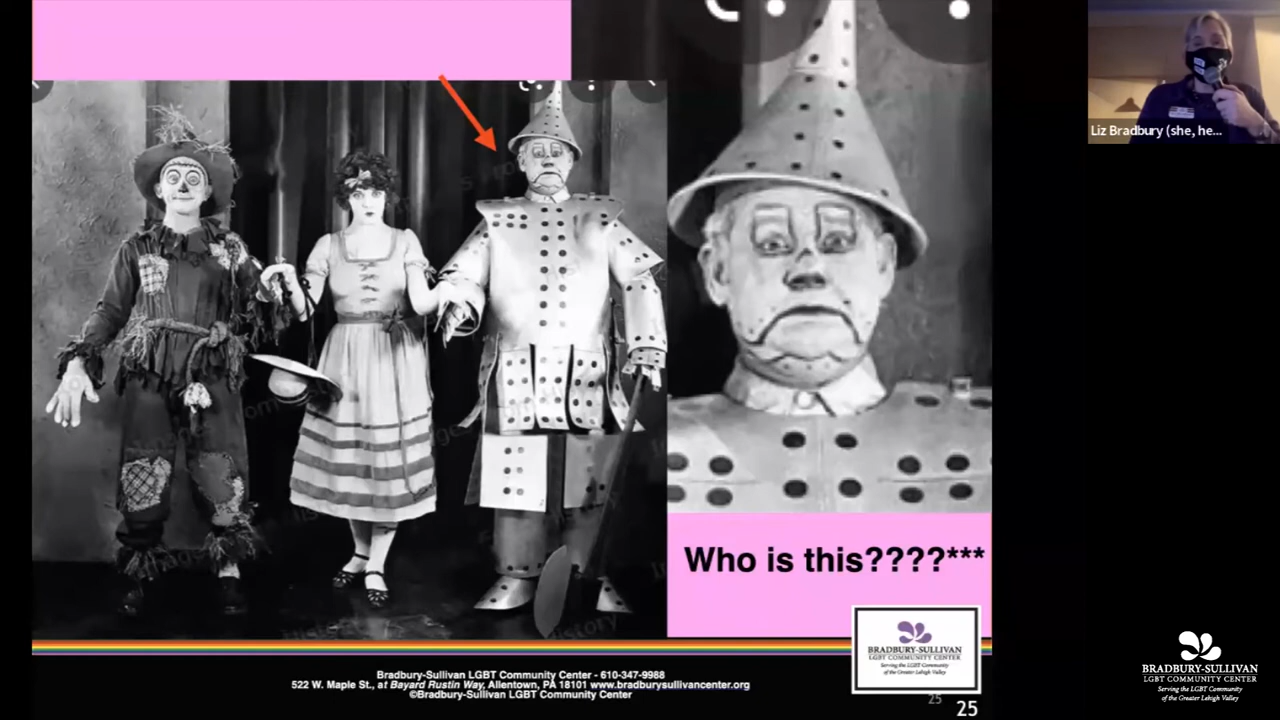 Liz Bradbury (she, he...
Who is this????***
BRADBURY-SULLIVAN
LGBT COMMUNITY CENTER
Serving the LGBT Community
of the Greater Lehigh Valley
Bradbury-Sullivan LGBT Community Center - 610-347-9988
522 W. Maple St., at Bayard Rustin Way, Allentown, PA 18101 www.bradburysullivancenter.org
©Bradbury-Sullivan LGBT Community Center
25
25
BRADBURY-SULLIVAN
LGBT COMMUNITY CENTER
Serving the LGBT Community
of the Greater Lehigh Valley